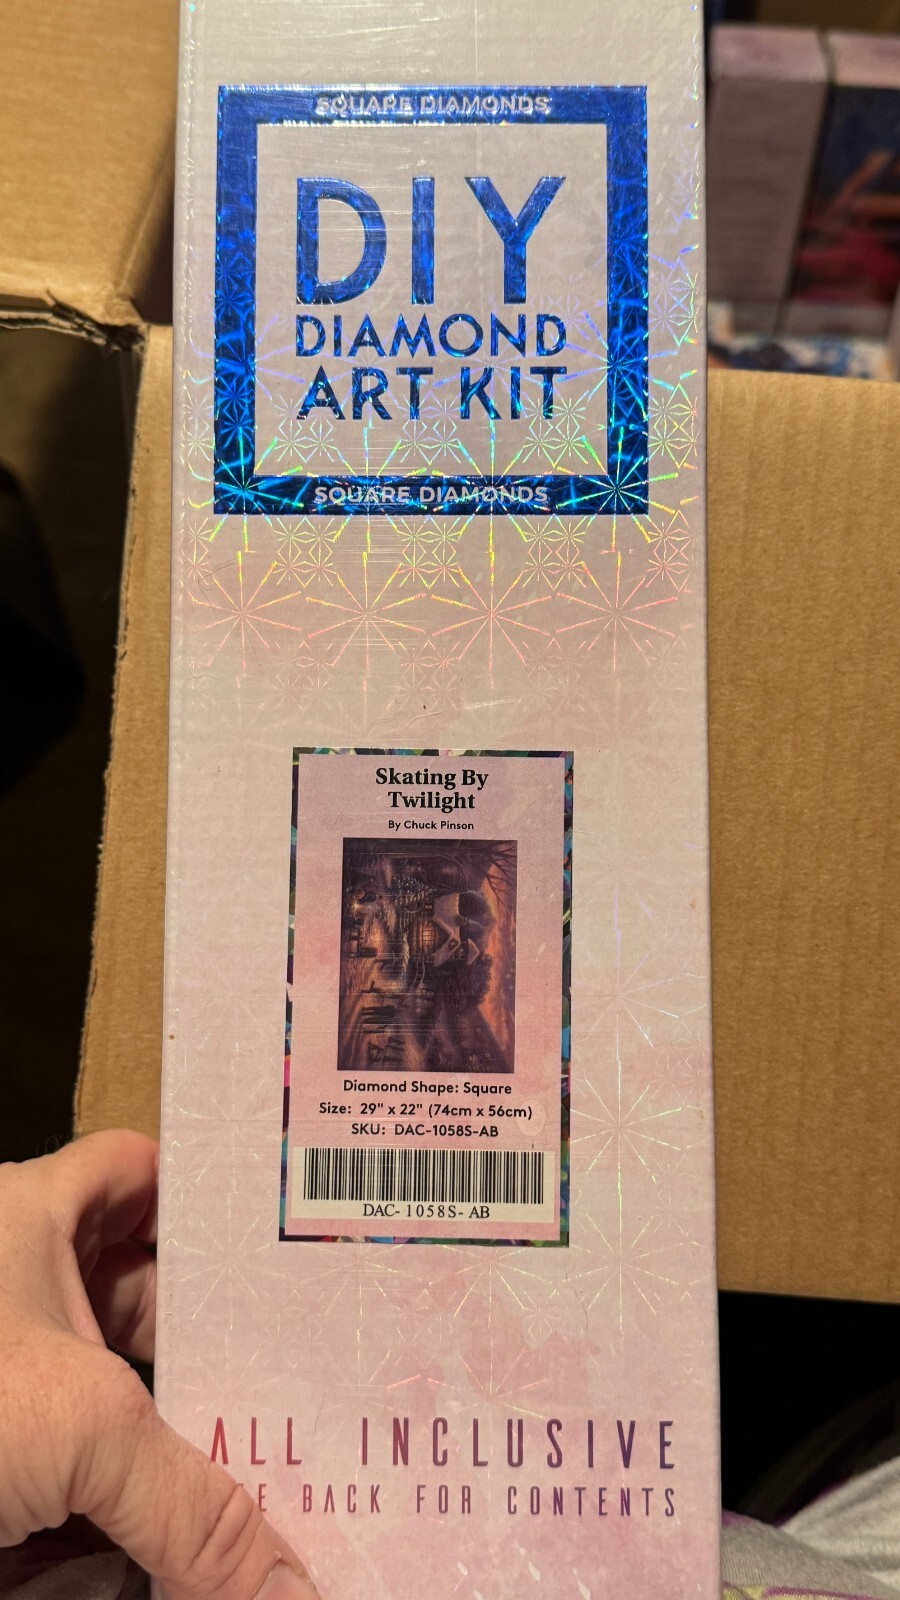 SQUARE DIAMONDS
DIY
DIAMOND
ART KIT
SQUARE DIAMONDS
Skating By
Twilight
By Chuck Pinson
Diamond Shape: Square
Size: 29" x 22" (74cm x 56cm)
SKU: DAC-1058S-AB
DAC- 1058S- AB
ALL INCLUSIVE
BACK FOR CONTENTS